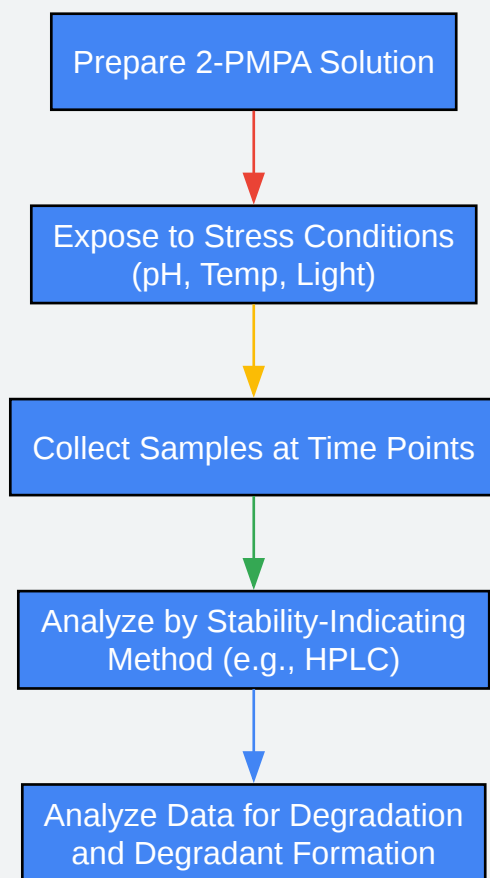 Prepare 2-PMPA Solution
Expose to Stress Conditions
(pH, Temp, Light)
Collect Samples at Time Points
Analyze by Stability-Indicating
Method (e.g., HPLC)
Analyze Data for Degradation
and Degradant Formation